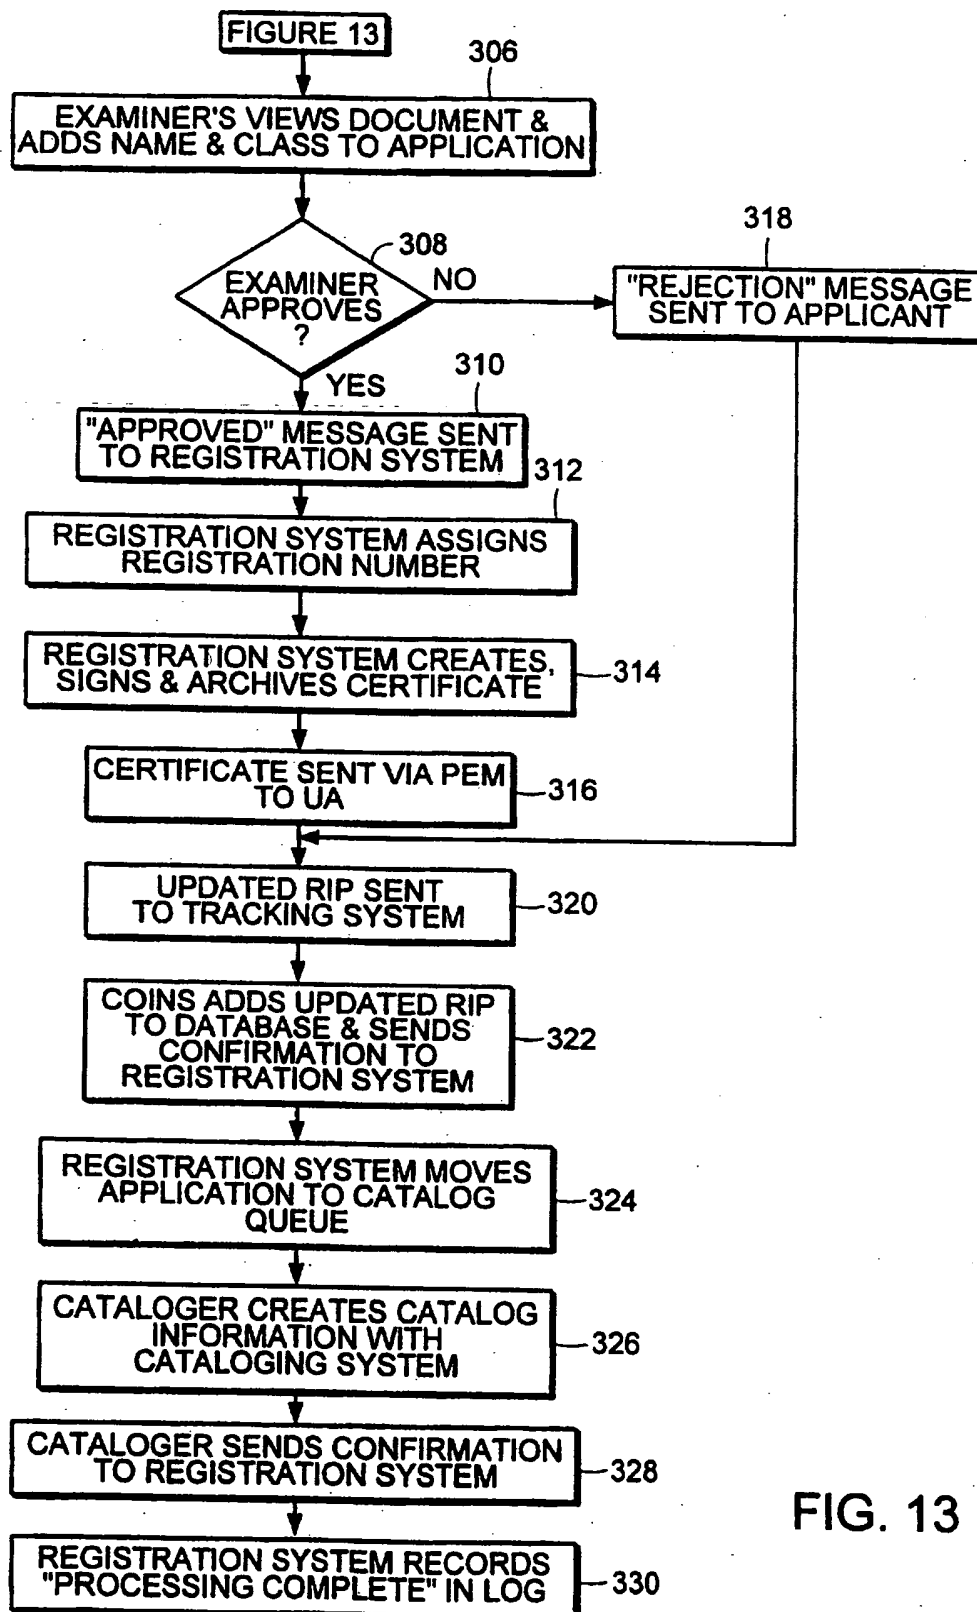 FIGURE 13
306
EXAMINER'S VIEWS DOCUMENT &
ADDS NAME & CLASS TO APPLICATION
308
EXAMINER
APPROVES
?
NO
318
"REJECTION" MESSAGE
SENT TO APPLICANT
YES
310
"APPROVED" MESSAGE SENT
TO REGISTRATION SYSTEM
312
REGISTRATION SYSTEM ASSIGNS
REGISTRATION NUMBER
REGISTRATION SYSTEM CREATES,
SIGNS & ARCHIVES CERTIFICATE
314
CERTIFICATE SENT VIA PEM
TO UA
316
UPDATED RIP SENT
TO TRACKING SYSTEM
320
COINS ADDS UPDATED RIP
TO DATABASE & SENDS
CONFIRMATION TO
REGISTRATION SYSTEM
322
REGISTRATION SYSTEM MOVES
APPLICATION TO CATALOG
QUEUE
324
CATALOGER CREATES CATALOG
INFORMATION WITH
CATALOGING SYSTEM
326
CATALOGER SENDS CONFIRMATION
TO REGISTRATION SYSTEM
328
REGISTRATION SYSTEM RECORDS
"PROCESSING COMPLETE" IN LOG
330
FIG. 13